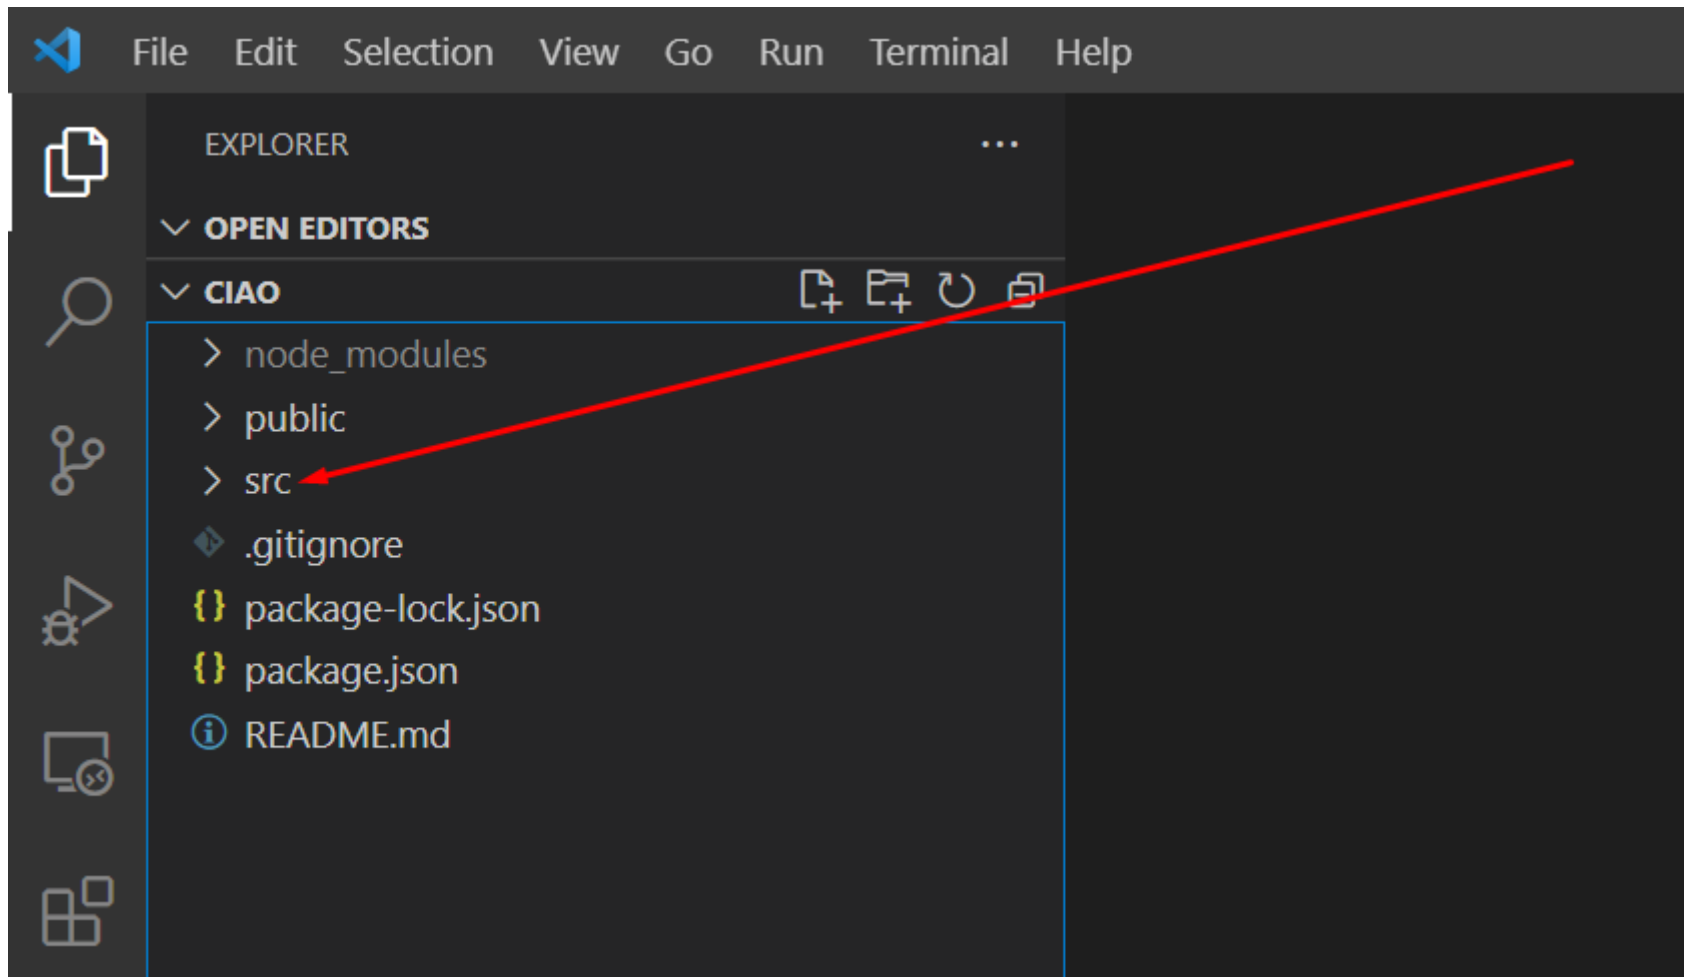 File Edit Selection View Go Run Terminal Help
EXPLORER
OPEN EDITORS
CIAO
node_modules
public
src
.gitignore
package-lock.json
package.json
README.md